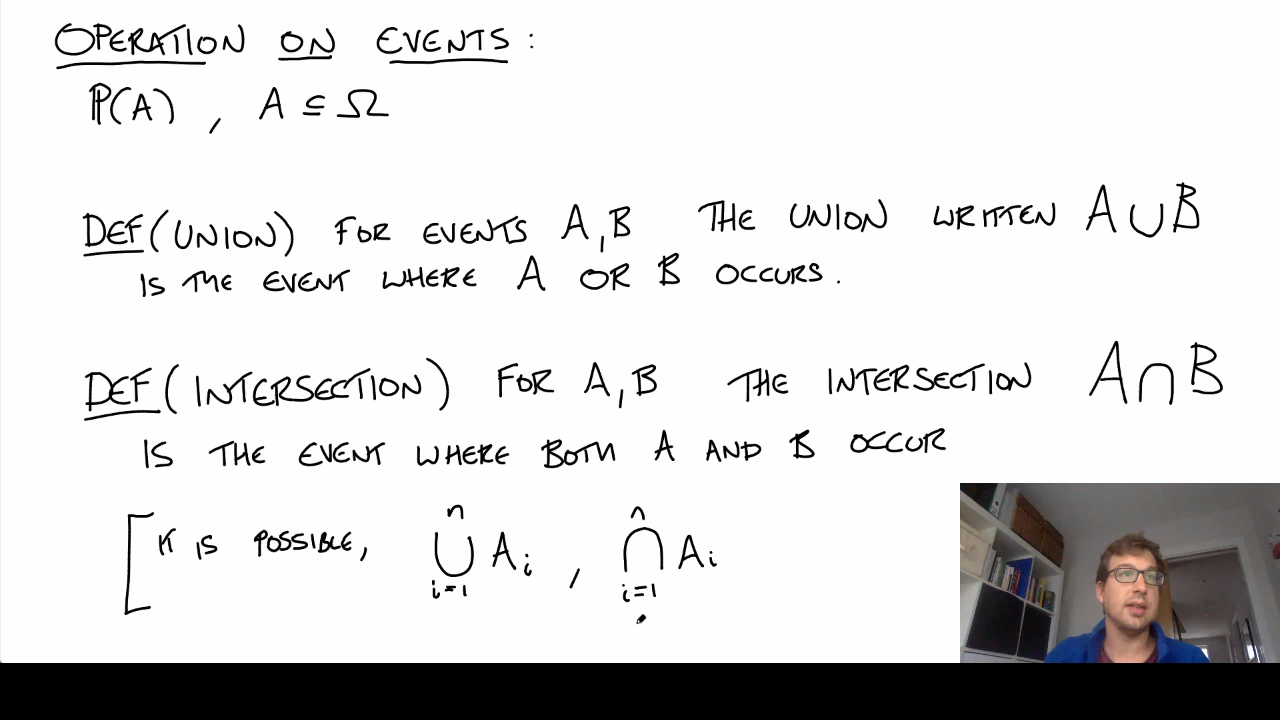 OPERATION ON EVENTS:
ℙ(A), A ⊆ Ω
DEF (UNION) FOR EVENTS A, B THE UNION WRITTEN A∪B
IS THE EVENT WHERE A OR B OCCURS.
DEF (INTERSECTION) FOR A, B THE INTERSECTION A∩B
IS THE EVENT WHERE BOTH A AND B OCCUR
[ IT IS POSSIBLE, ⋃_{i=1}^{n} A_i , ⋂_{i=1}^{n} A_i